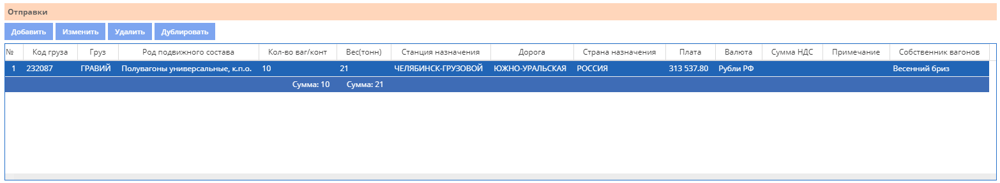 Отправки
Добавить Изменить Удалить Дублировать
№ Код груза Груз Род подвижного состава Кол-во ваг/конт Вес(тонн) Станция назначения Дорога Страна назначения Плата Валюта Сумма НДС Примечание Собственник вагонов
1 232087 ГРАВИЙ Полувагоны универсальные, к.п.о. 10 21 ЧЕЛЯБИНСК-ГРУЗОВОЙ ЮЖНО-УРАЛЬСКАЯ РОССИЯ 313 537.80 Рубли РФ Весенний бриз
Сумма: 10 Сумма: 21